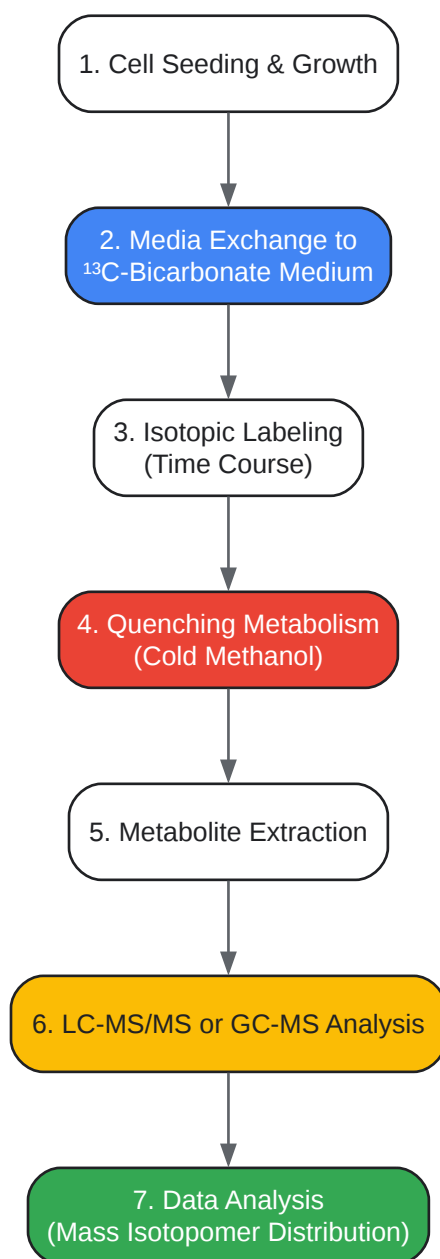 1. Cell Seeding & Growth
2. Media Exchange to
¹³C-Bicarbonate Medium
3. Isotopic Labeling
(Time Course)
4. Quenching Metabolism
(Cold Methanol)
5. Metabolite Extraction
6. LC-MS/MS or GC-MS Analysis
7. Data Analysis
(Mass Isotopomer Distribution)